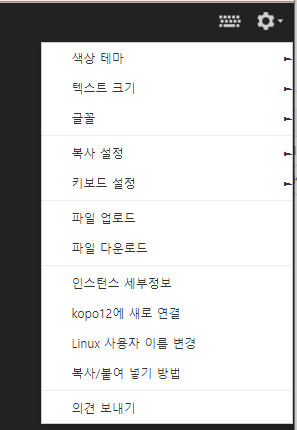 색상 테마
텍스트 크기
글꼴
복사 설정
키보드 설정
파일 업로드
파일 다운로드
인스턴스 세부정보
kopo12에 새로 연결
Linux 사용자 이름 변경
복사/붙여 넣기 방법
의견 보내기